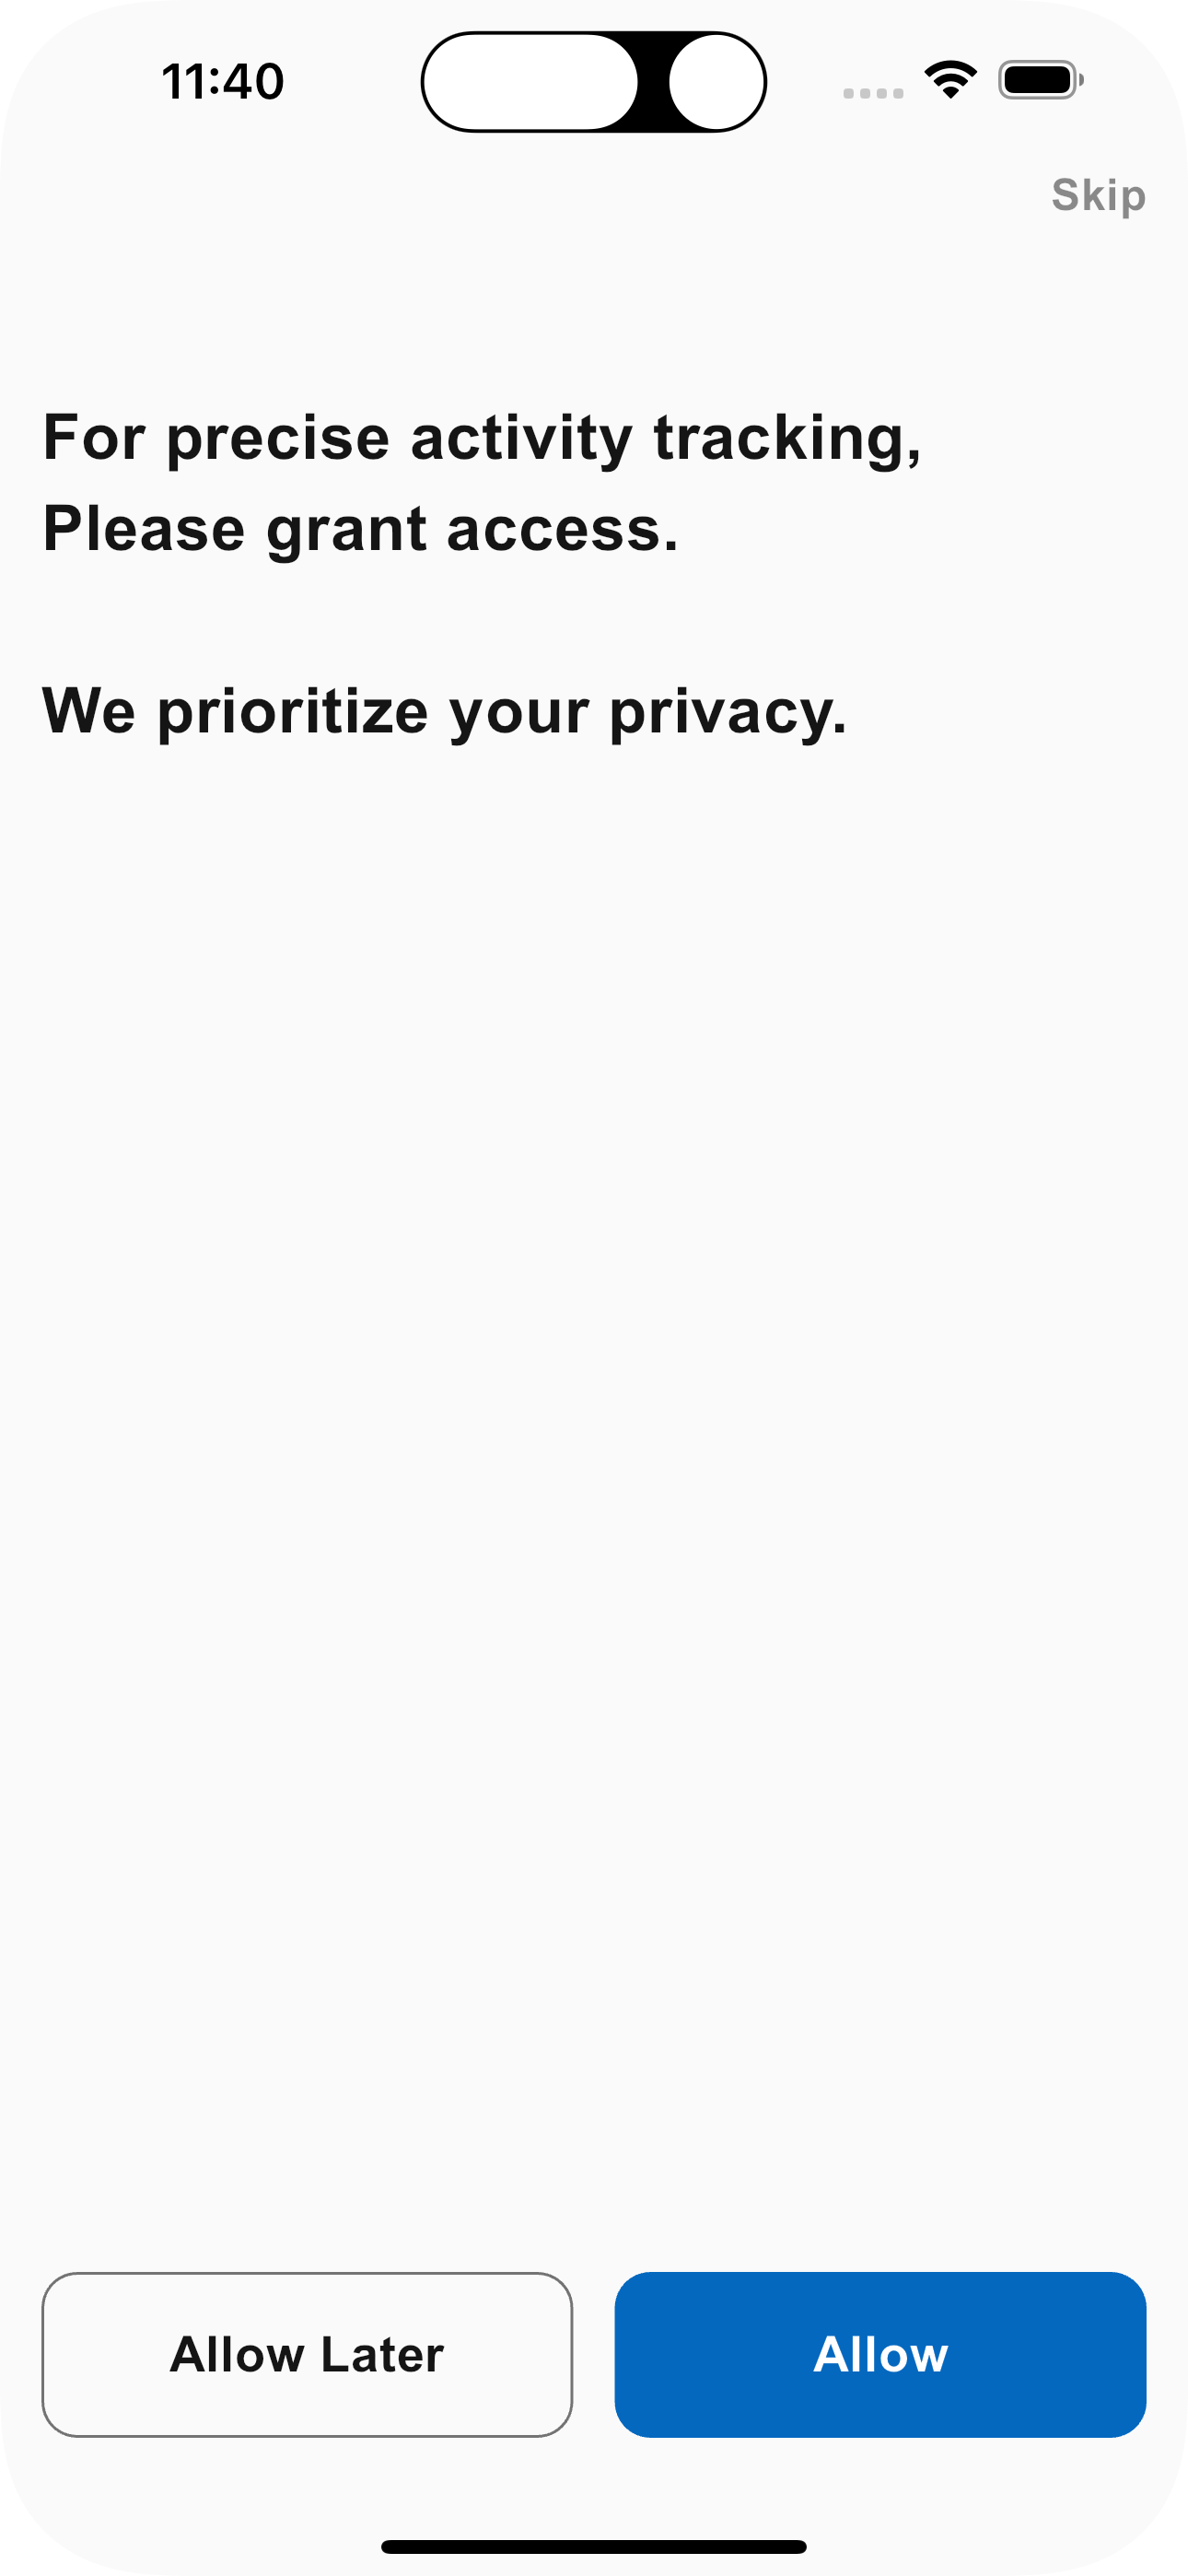 11:40
Skip
For precise activity tracking,
Please grant access.
We prioritize your privacy.
Allow Later
Allow